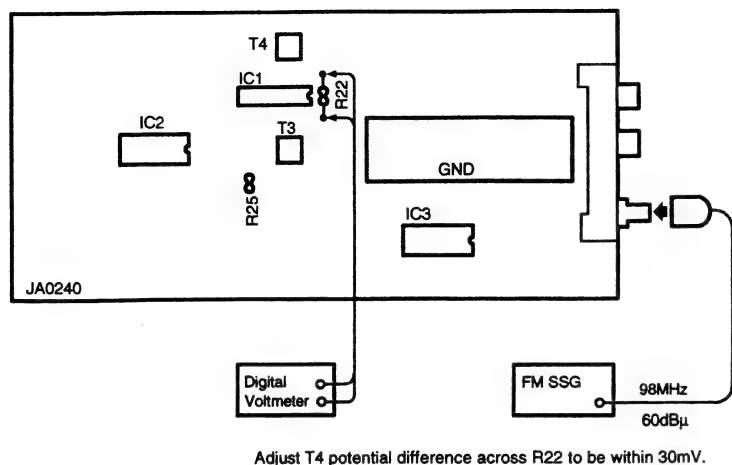 T4
IC1
R22
IC2
T3
GND
R25
IC3
JA0240
Digital
Voltmeter
FM SSG
98MHz
60dBμ
Adjust T4 potential difference across R22 to be within 30mV.